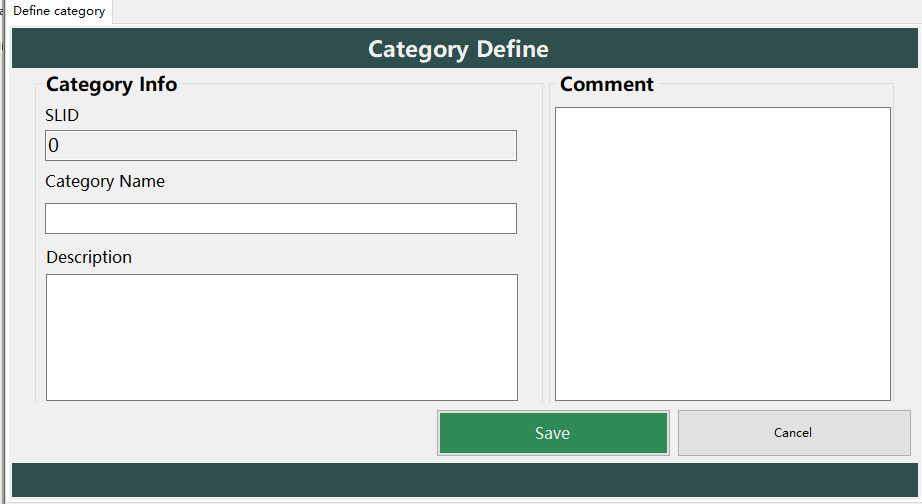 Define category
Category Define
Category Info
SLID
0
Category Name
Description
Comment
Save
Cancel